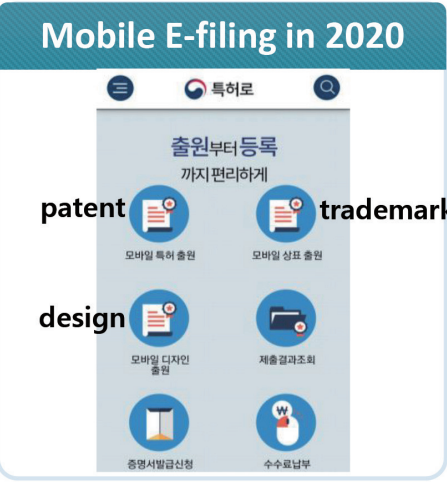 Mobile E-filing in 2020
특허로
출원부터 등록
까지 편리하게
patent
trademark
모바일 특허 출원
모바일 상표 출원
design
모바일 디자인
출원
제출결과조회
₩
증명서발급신청
수수료납부